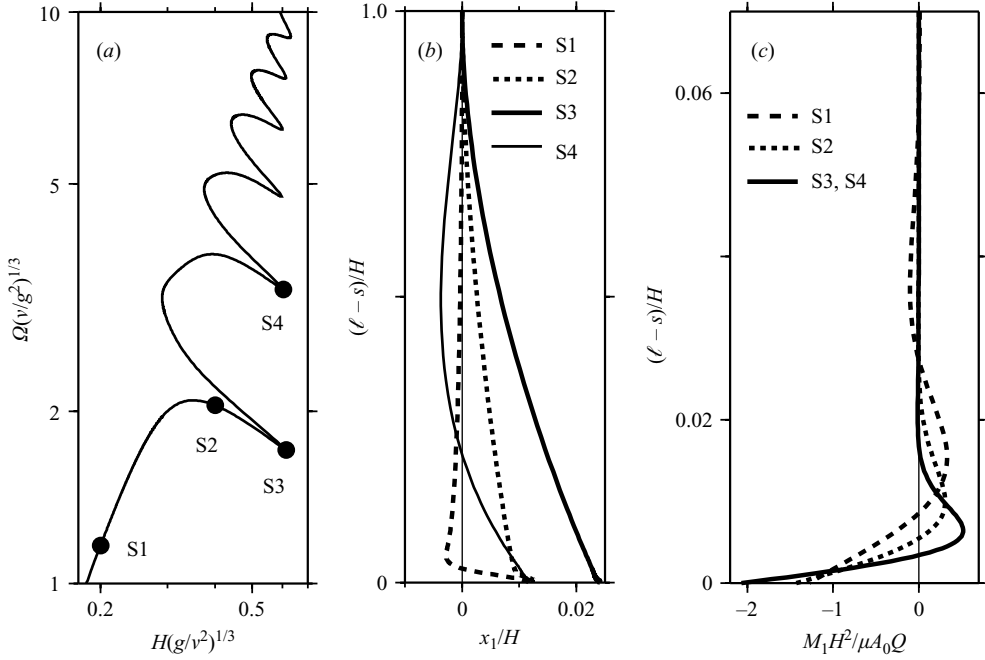 (a)
10
5
2
1
Ω(ν/g²)¹/³
S1
S2
S3
S4
0.2
0.5
H(g/ν²)¹/³
(b)
1.0
0
(ℓ – s)/H
S1
S2
S3
S4
0
0.02
x₁/H
(c)
0.06
0.02
0
(ℓ – s)/H
S1
S2
S3, S4
–2
–1
0
M₁H²/μA₀Q